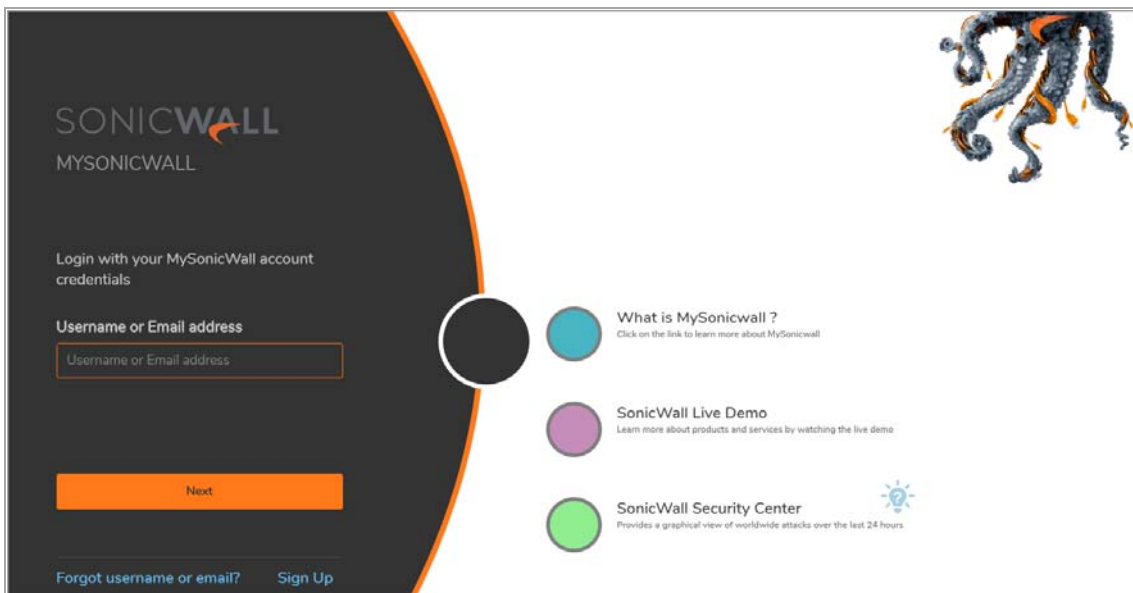 SONICWALL
MYSONICWALL
Login with your MySonicWall account
credentials
Username or Email address
Username or Email address
Next
Forgot username or email?
Sign Up
What is MySonicwall ?
Click on the link to learn more about MySonicwall
SonicWall Live Demo
Learn more about products and services by watching the live demo
SonicWall Security Center
Provides a graphical view of worldwide attacks over the last 24 hours
?